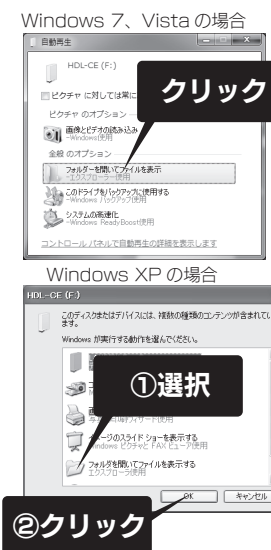 Windows 7、Vista の場合
自動再生
HDL-CE (F:)
ピクチャ に対しては常に
クリック
ピクチャ のオプション
画像とビデオの読み込み
-Windows使用
全般 のオプション
フォルダーを開いてファイルを表示
-エクスプローラー使用
このドライブをバックアップに使用する
-Windows バックアップ使用
システムの高速化
-Windows ReadyBoost使用
コントロール パネルで自動再生の詳細を表示します
Windows XP の場合
HDL-CE (F:)
このディスクまたはデバイスには、複数の種類のコンテンツが含まれてい
ます。
Windows が実行する動作を選んでください。
①選択
ウィザード使用
のスライド ショーを表示する
Windows ピクチャと FAX ビューア使用
フォルダを開いてファイルを表示する
エクスプローラ使用
②クリック
OK
キャンセル